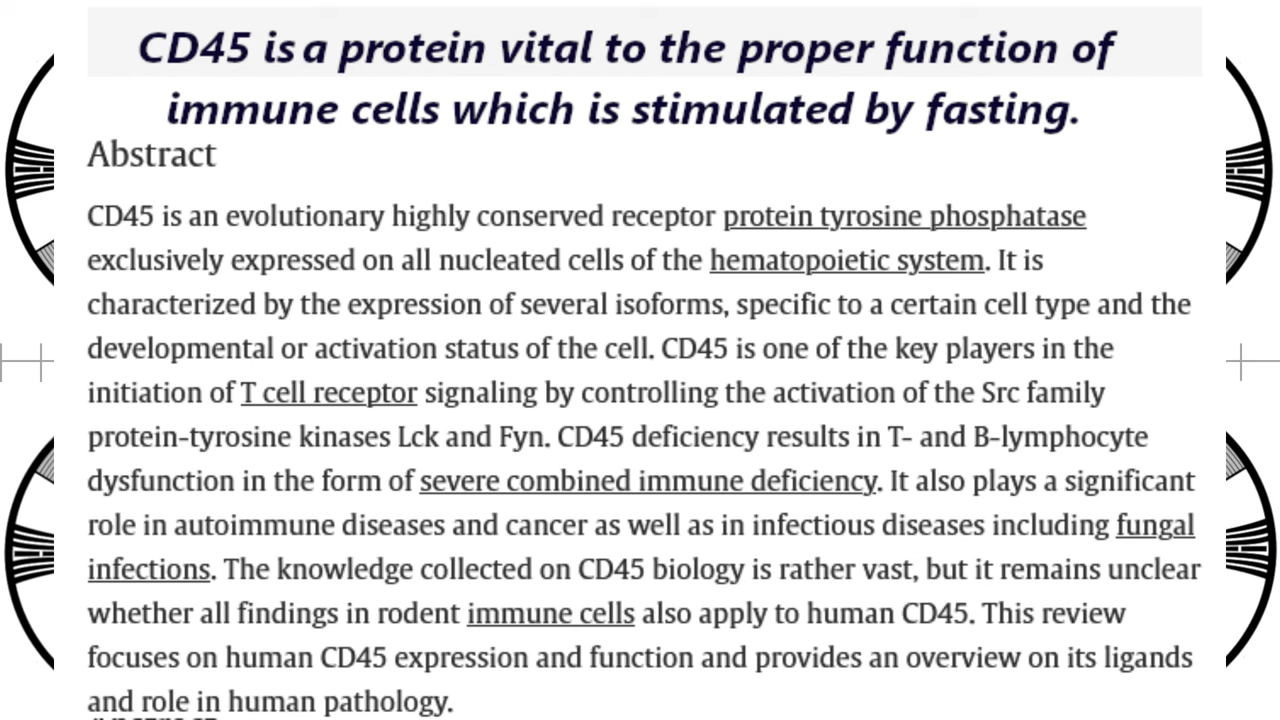 CD45 is a protein vital to the proper function of
immune cells which is stimulated by fasting.
Abstract
CD45 is an evolutionary highly conserved receptor protein tyrosine phosphatase
exclusively expressed on all nucleated cells of the hematopoietic system. It is
characterized by the expression of several isoforms, specific to a certain cell type and the
developmental or activation status of the cell. CD45 is one of the key players in the
initiation of T cell receptor signaling by controlling the activation of the Src family
protein-tyrosine kinases Lck and Fyn. CD45 deficiency results in T- and B-lymphocyte
dysfunction in the form of severe combined immune deficiency. It also plays a significant
role in autoimmune diseases and cancer as well as in infectious diseases including fungal
infections. The knowledge collected on CD45 biology is rather vast, but it remains unclear
whether all findings in rodent immune cells also apply to human CD45. This review
focuses on human CD45 expression and function and provides an overview on its ligands
and role in human pathology.